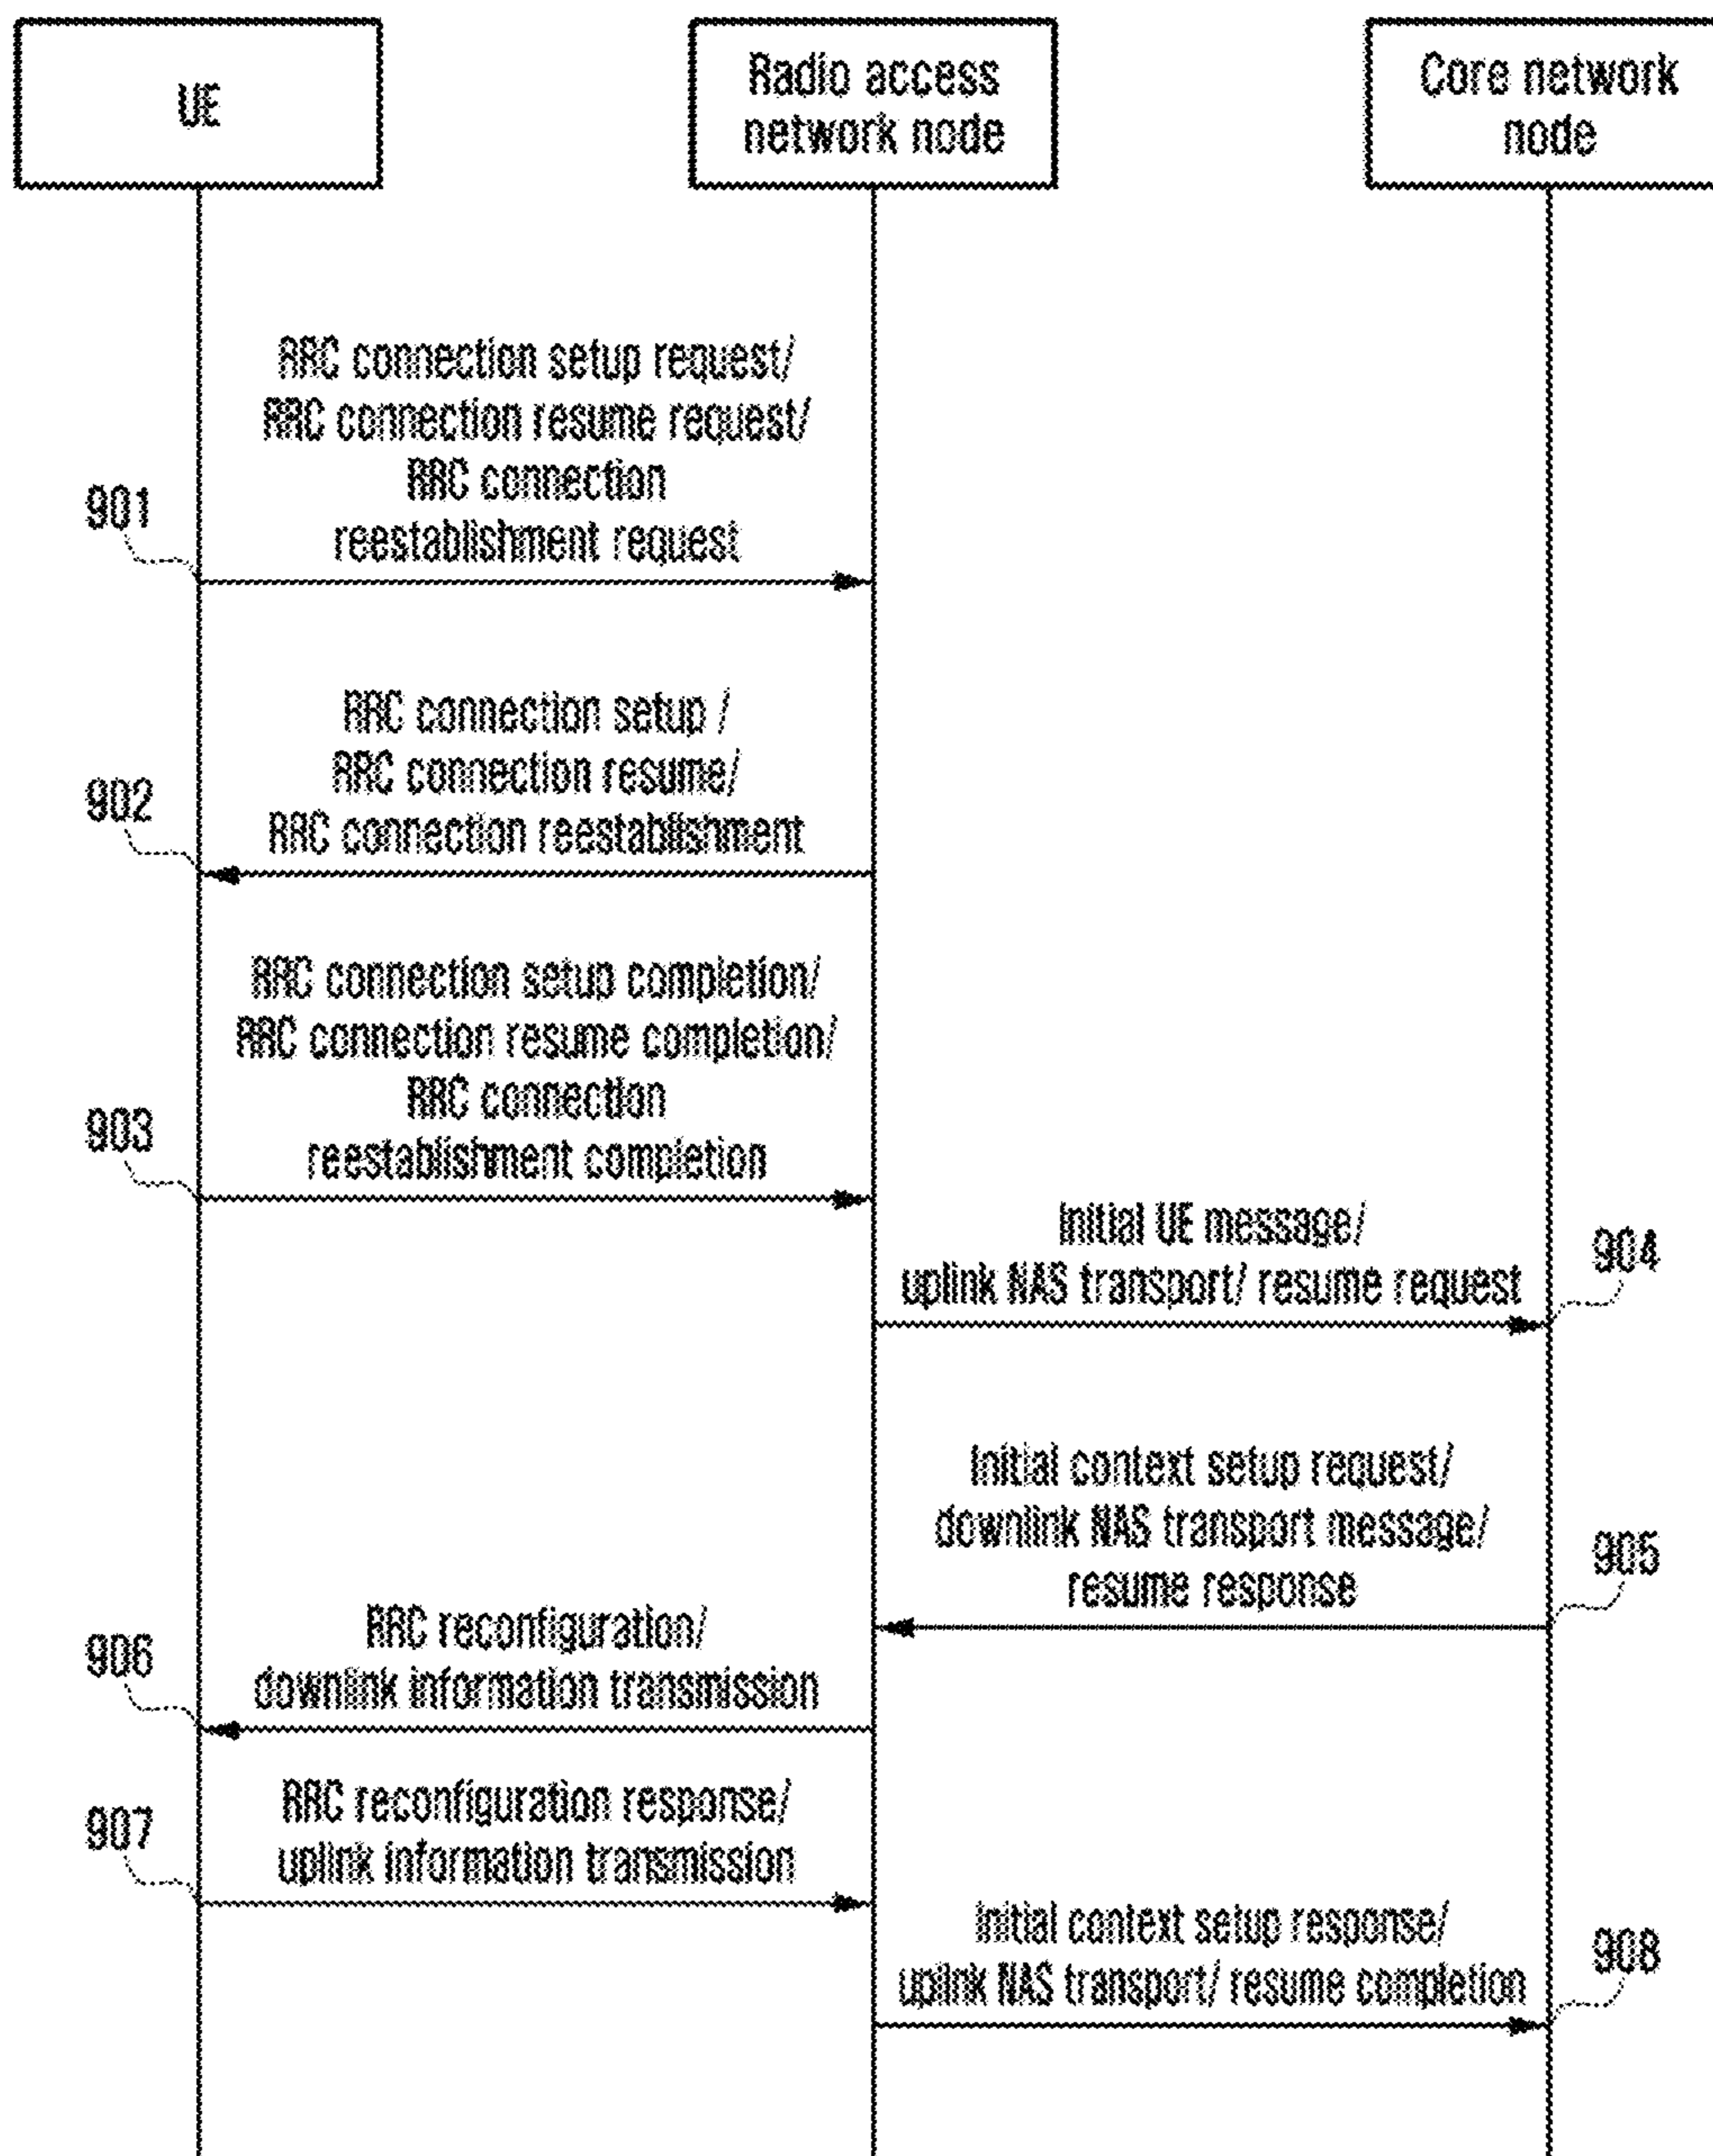 UE
Radio access
network node
Core network
node
RRC connection setup request/
RRC connection resume request/
RRC connection
reestablishment request
901
RRC connection setup /
RRC connection resume/
RRC connection reestablishment
902
RRC connection setup completion/
RRC connection resume completion/
RRC connection
reestablishment completion
903
Initial UE message/
uplink NAS transport/ resume request
904
Initial context setup request/
downlink NAS transport message/
resume response
905
RRC reconfiguration/
downlink information transmission
906
RRC reconfiguration response/
uplink information transmission
907
Initial context setup response/
uplink NAS transport/ resume completion
908